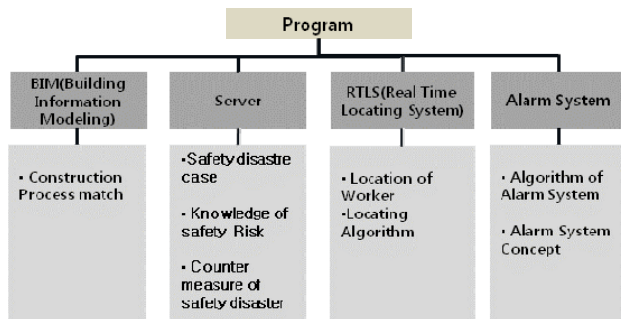 Program
BIM(Building
Information
Modeling)
Server
RTLS(Real Time
Locating System)
Alarm System
• Construction
Process match
•Safety disastre
case
• Knowledge of
safety Risk
• Counter
measure of
safety disaster
• Location of
Worker
-Locating
Algorithm
• Algorithm of
Alarm System
• Alarm System
Concept